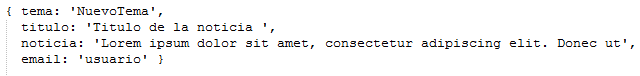 { tema: 'NuevoTema',
titulo: 'Titulo de la noticia ',
noticia: 'Lorem ipsum dolor sit amet, consectetur adipiscing elit. Donec ut',
email: 'usuario' }